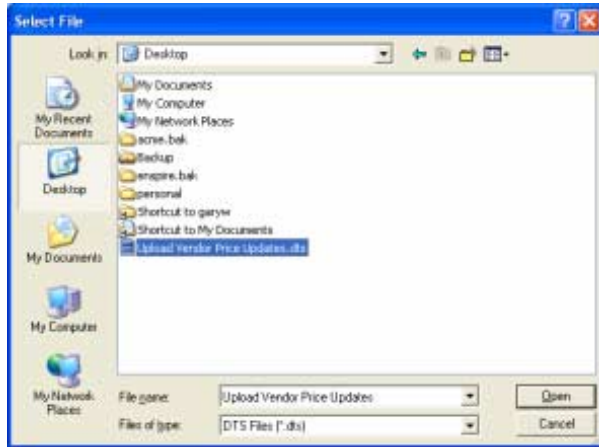 Select File
Look in: Desktop
My Recent
Documents
Desktop
My Documents
My Computer
My Network
Places
My Documents
My Computer
My Network Places
acme.bak
Backup
enspire.bak
personal
Shortcut to garyw
Shortcut to My Documents
Upload Vendor Price Updates.dts
File name: Upload Vendor Price Updates Open
Files of type: DTS Files (*.dts) Cancel